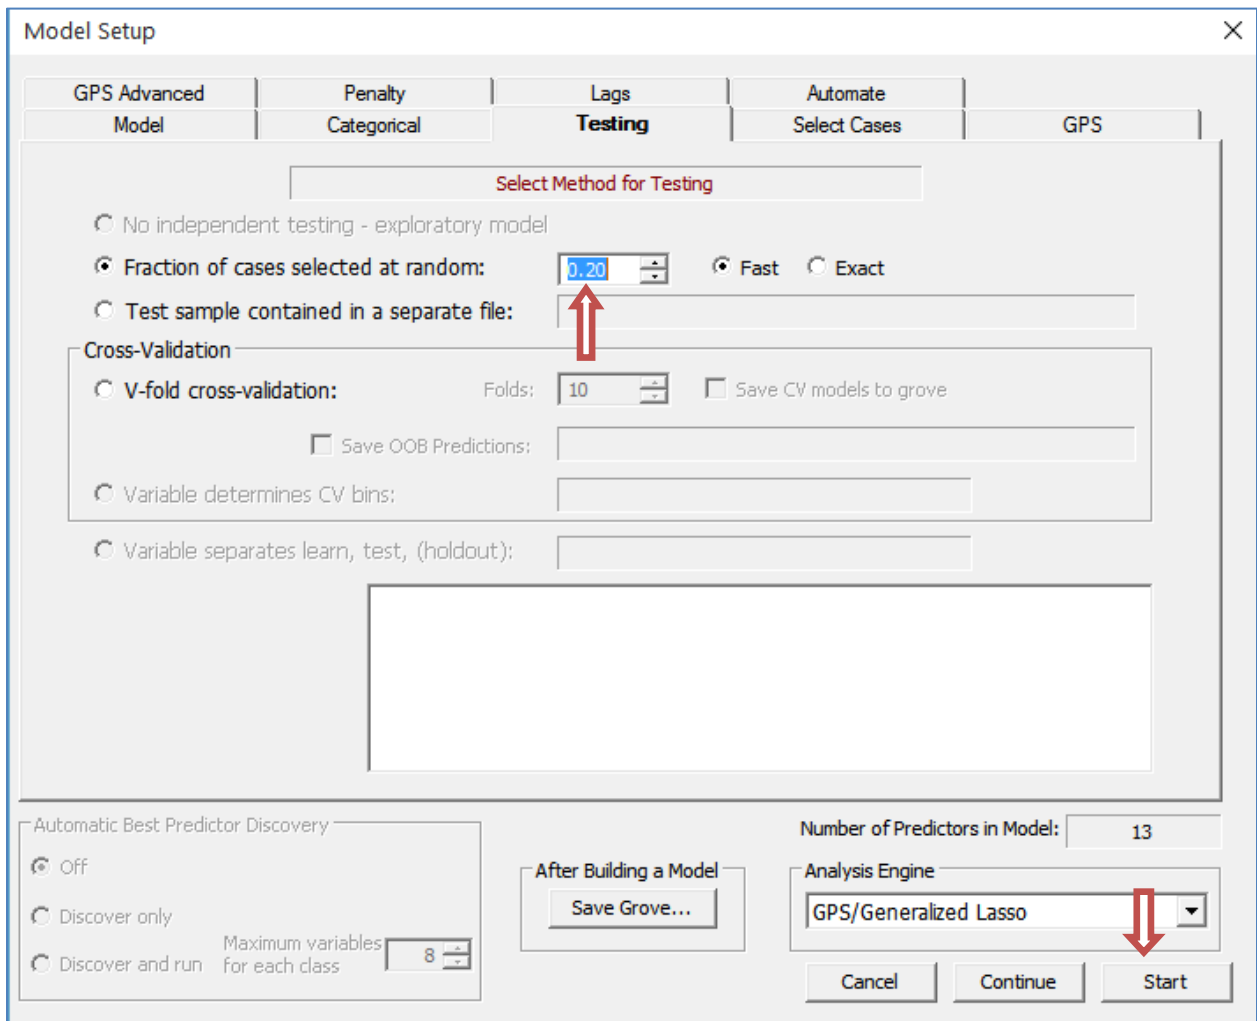 Model Setup
GPS Advanced Penalty Lags Automate
Model Categorical Testing Select Cases GPS
Select Method for Testing
No independent testing - exploratory model
Fraction of cases selected at random: 0.20 Fast Exact
Test sample contained in a separate file:
Cross-Validation
V-fold cross-validation: Folds: 10 Save CV models to grove
Save OOB Predictions:
Variable determines CV bins:
Variable separates learn, test, (holdout):
Automatic Best Predictor Discovery
Off
Discover only
Discover and run
Maximum variables
for each class
8
After Building a Model
Save Grove...
Number of Predictors in Model: 13
Analysis Engine
GPS/Generalized Lasso
Cancel Continue Start